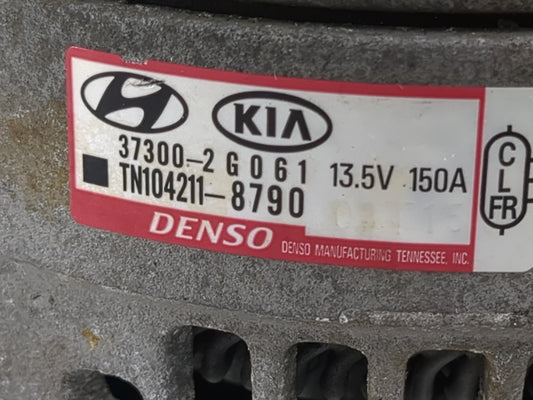 KIA
37300-2G061 13.5V 150A
TN104211-8790
DENSO DENSO MANUFACTURING TENNESSEE, INC.
C
L
FR